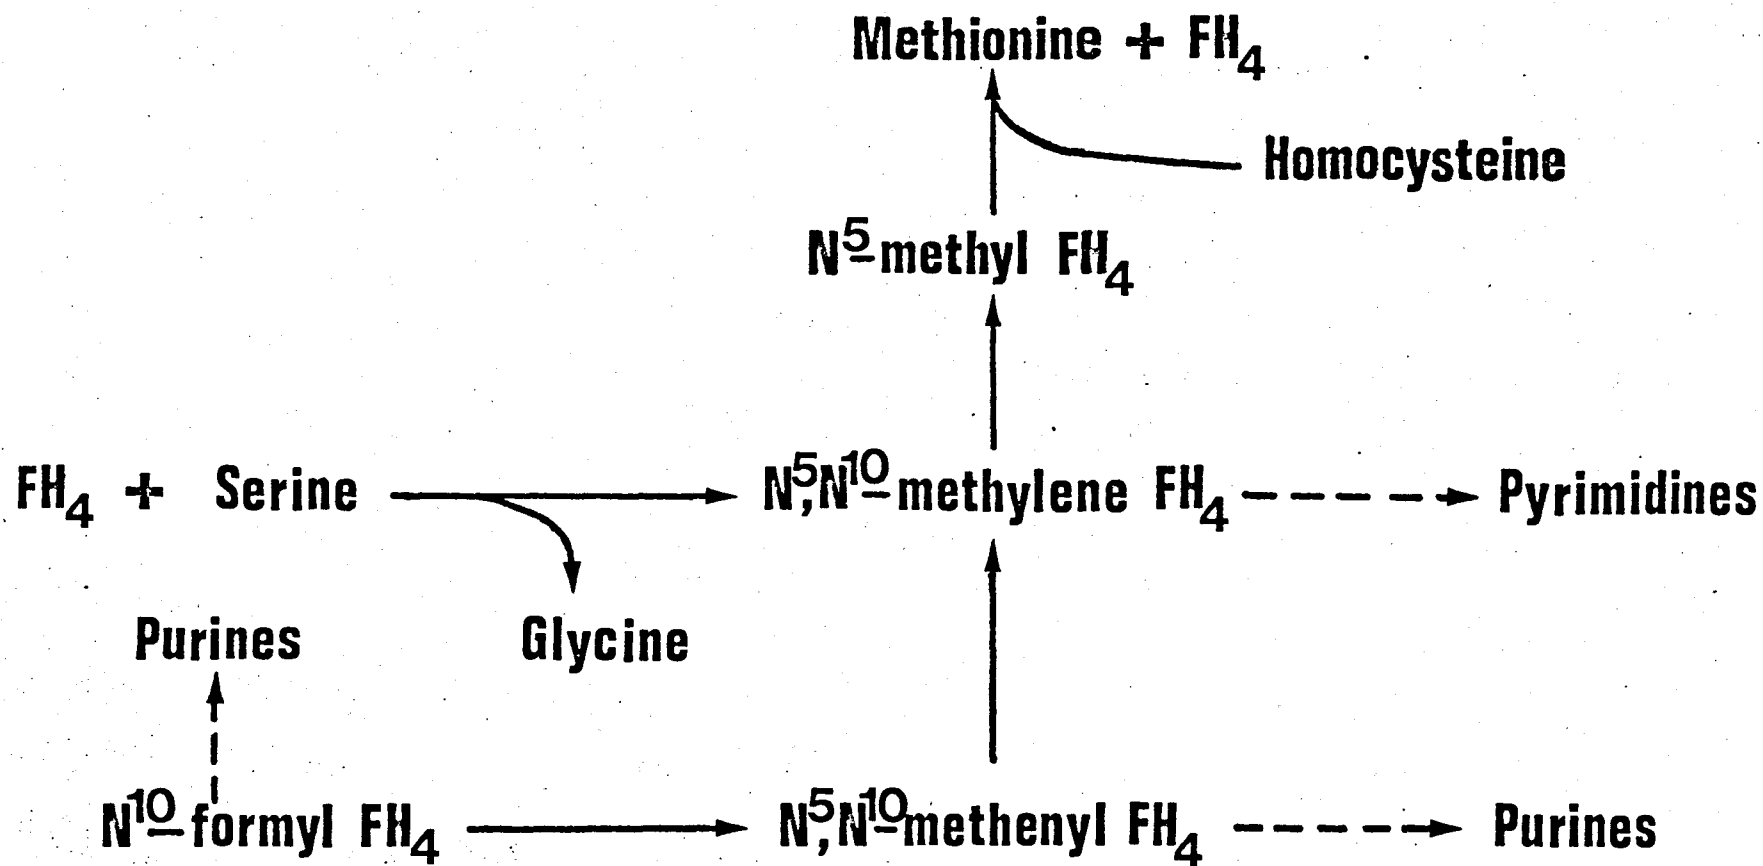 Methionine + FH₄
Homocysteine
N⁵-methyl FH₄
FH₄ + Serine
N⁵,N¹⁰-methylene FH₄
Pyrimidines
Purines
Glycine
N¹⁰-formyl FH₄
N⁵,N¹⁰-methenyl FH₄
Purines